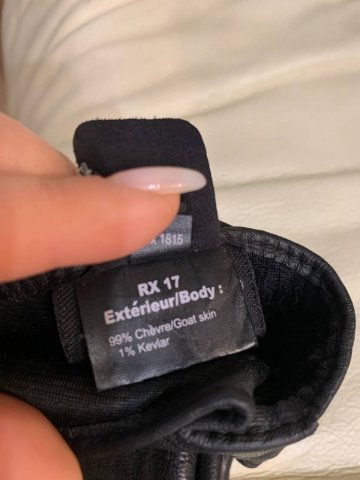 1815
RX 17
Extérieur/Body :
99% Chèvre/Goat skin
1% Kevlar